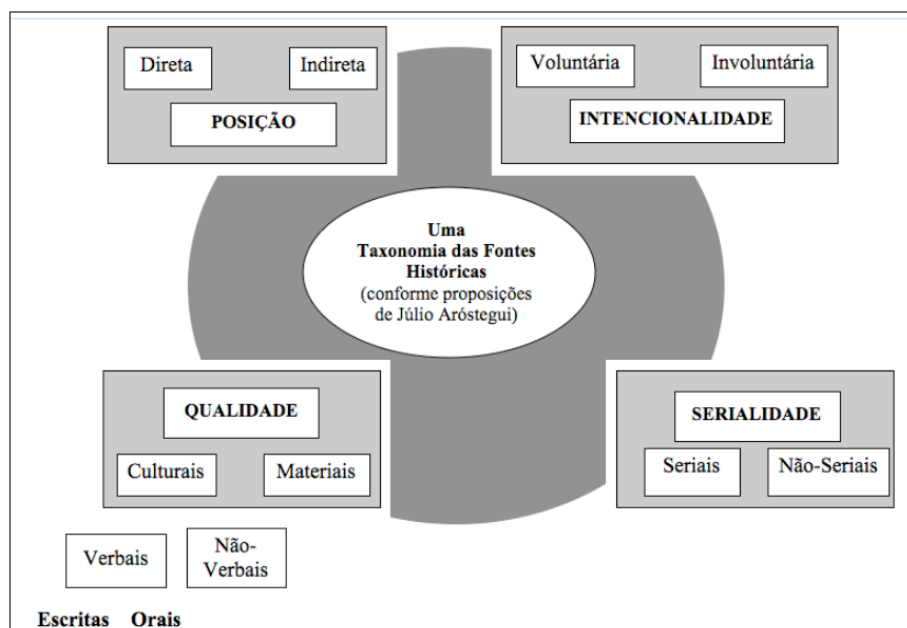 Direta
Indireta
POSIÇÃO
Voluntária
Involuntária
INTENCIONALIDADE
Uma
Taxonomia das Fontes
Históricas
(conforme proposições
de Júlio Aróstegui)
QUALIDADE
Culturais
Materiais
SERIALIDADE
Seriais
Não-Seriais
Verbais
Não-
Verbais
Escritas Orais